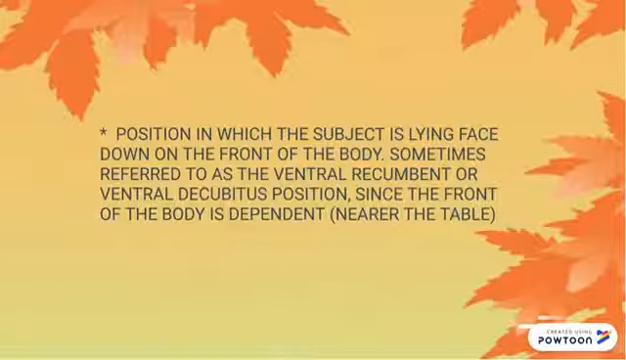 * POSITION IN WHICH THE SUBJECT IS LYING FACE
DOWN ON THE FRONT OF THE BODY. SOMETIMES
REFERRED TO AS THE VENTRAL RECUMBENT OR
VENTRAL DECUBITUS POSITION, SINCE THE FRONT
OF THE BODY IS DEPENDENT (NEARER THE TABLE)
CREATED USING
POWTOON